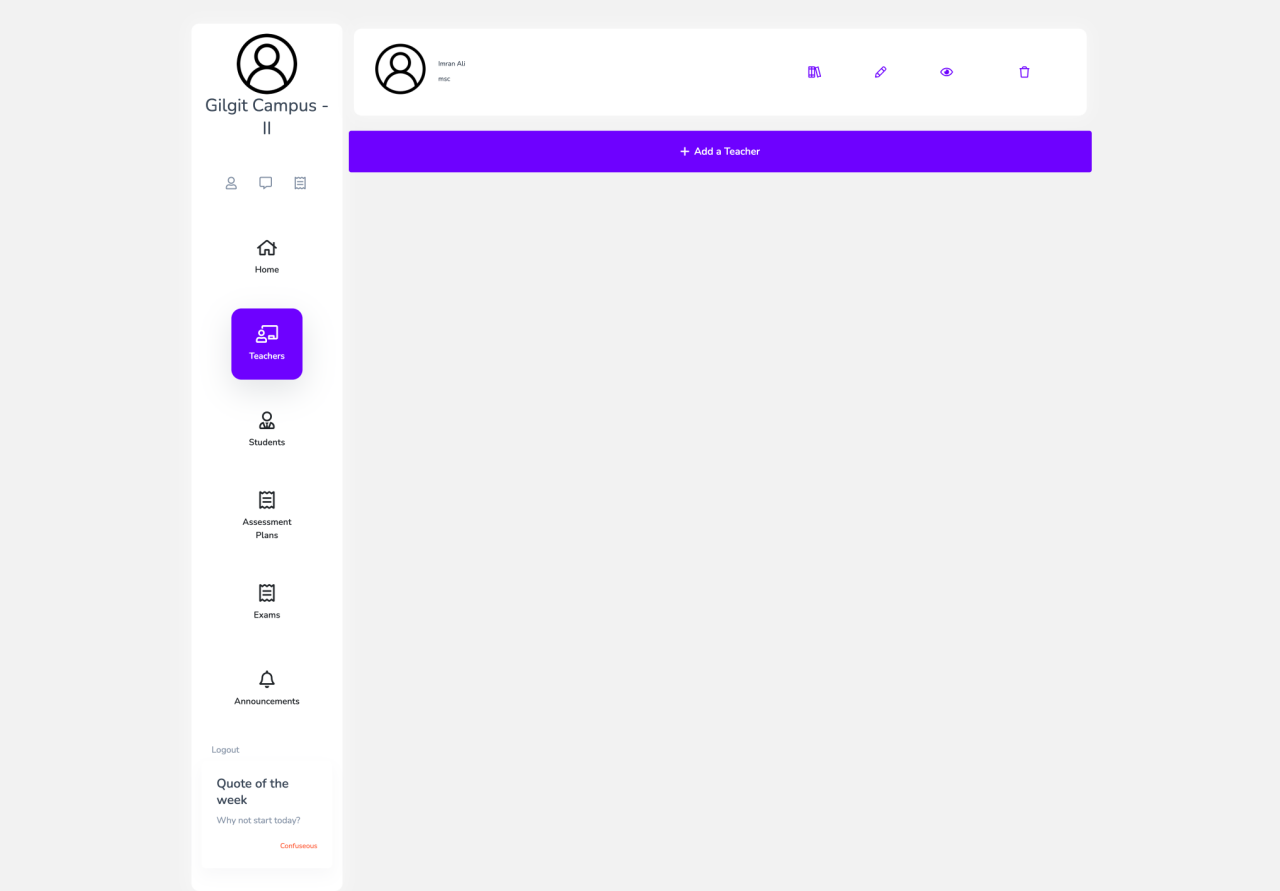 Gilgit Campus -
II
Home
Teachers
Students
Assessment
Plans
Exams
Announcements
Logout
Quote of the
week
Why not start today?
Confuseous
Imran Ali
msc
+ Add a Teacher